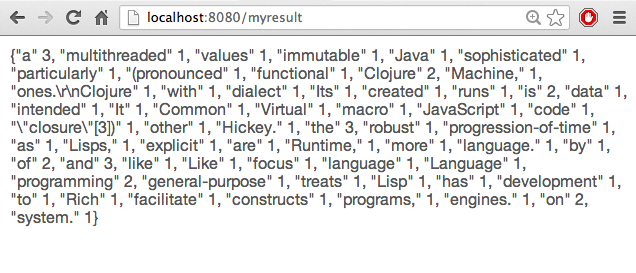 localhost:8080/myresult
{"a" 3, "multithreaded" 1, "values" 1, "immutable" 1, "Java" 1, "sophisticated" 1,
"particularly" 1, "(pronounced" 1, "functional" 1, "Clojure" 2, "Machine," 1,
"ones.\r\nClojure" 1, "with" 1, "dialect" 1, "Its" 1, "created" 1, "runs" 1, "is" 2, "data" 1,
"intended" 1, "It" 1, "Common" 1, "Virtual" 1, "macro" 1, "JavaScript" 1, "code" 1,
"\"closure\"[3])" 1, "other" 1, "Hickey." 1, "the" 3, "robust" 1, "progression-of-time" 1,
"as" 1, "Lisps," 1, "explicit" 1, "are" 1, "Runtime," 1, "more" 1, "language." 1, "by" 1,
"of" 2, "and" 3, "like" 1, "Like" 1, "focus" 1, "language" 1, "Language" 1,
"programming" 2, "general-purpose" 1, "treats" 1, "Lisp" 1, "has" 1, "development" 1,
"to" 1, "Rich" 1, "facilitate" 1, "constructs" 1, "programs," 1, "engines." 1, "on" 2,
"system." 1}